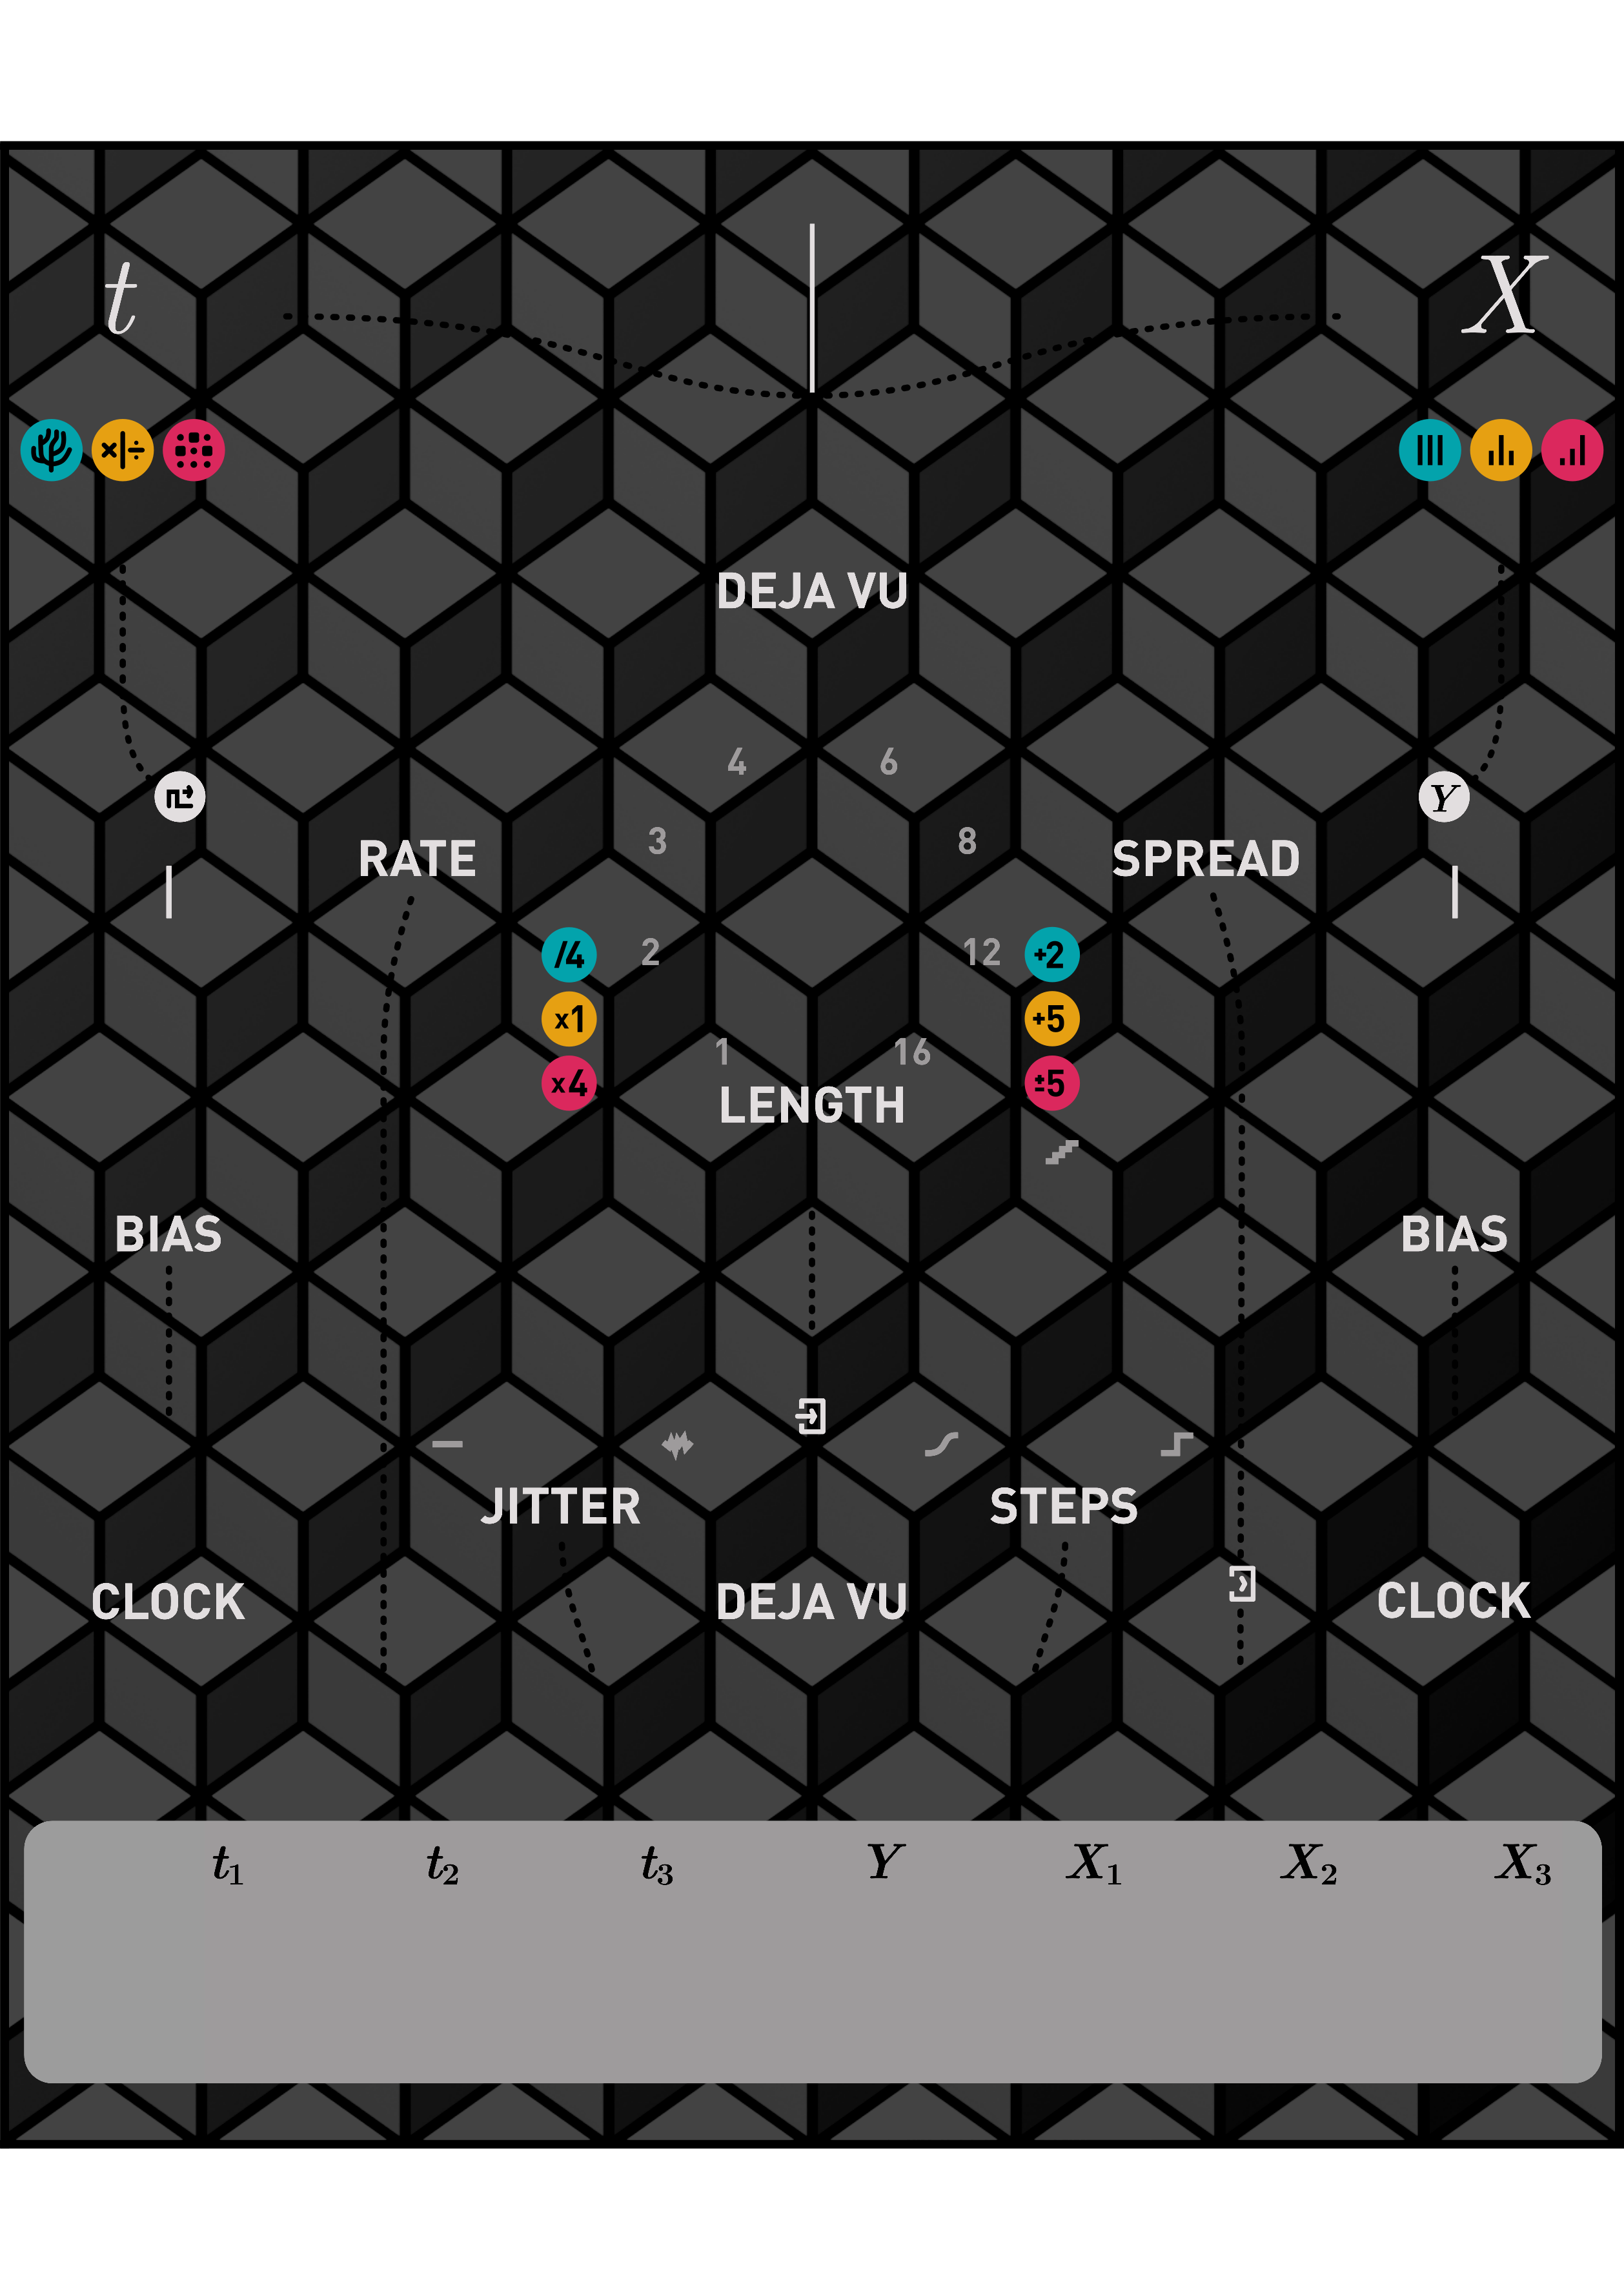 t X
DEJA VU
4 6
Y
3 8
RATE SPREAD
/4 2 12 +2
x1 +5
1 16
x4 ±5
LENGTH
BIAS BIAS
JITTER STEPS
CLOCK DEJA VU CLOCK
t1 t2 t3 Y X1 X2 X3